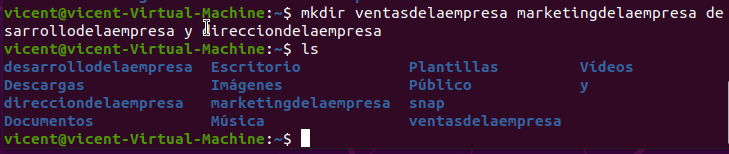 vicent@vicent-Virtual-Machine:~$ mkdir ventasdelaempresa marketingdelaempresa de
sarrollodelaempresa y direcciondelaempresa
vicent@vicent-Virtual-Machine:~$ ls
desarrollodelaempresa Escritorio Plantillas Vídeos
Descargas Imágenes Público y
direcciondelaempresa marketingdelaempresa snap
Documentos Música ventasdelaempresa
vicent@vicent-Virtual-Machine:~$